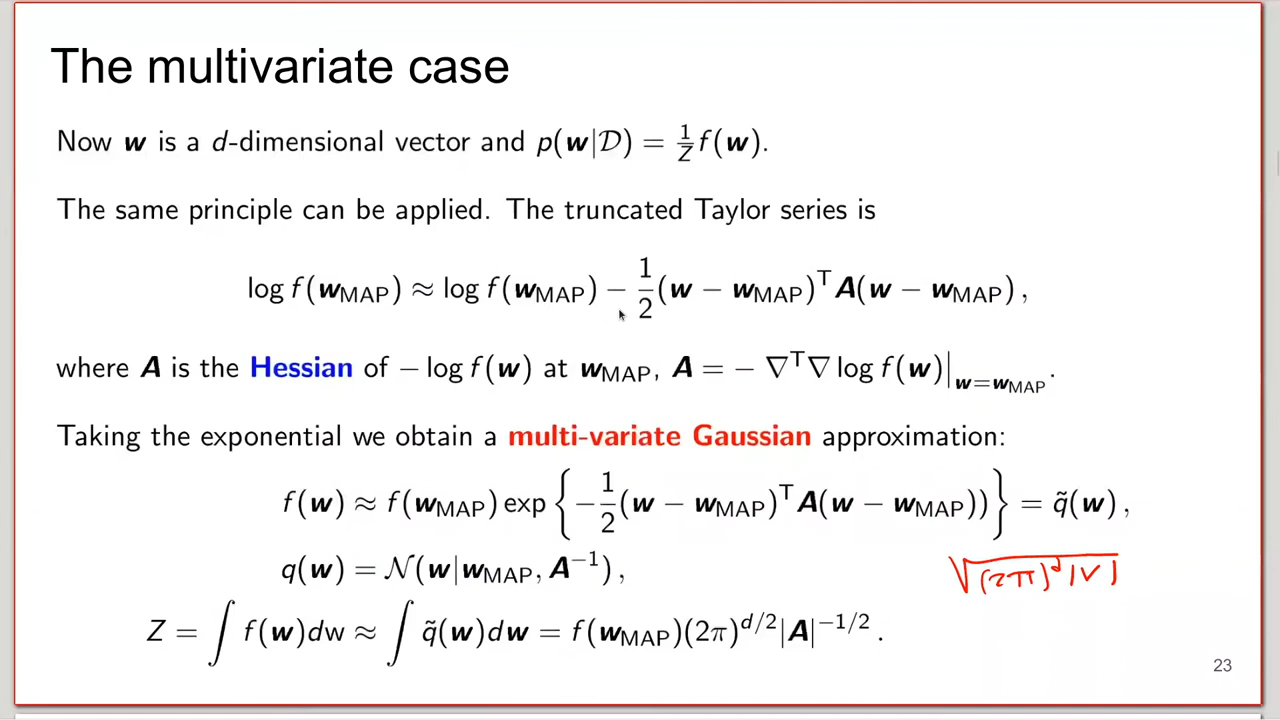 The multivariate case
Now w is a d-dimensional vector and p(w|𝒟) = 1/Z f(w).
The same principle can be applied. The truncated Taylor series is
log f(w_MAP) ≈ log f(w_MAP) − 1/2 (w − w_MAP)ᵀA(w − w_MAP) ,
where A is the Hessian of − log f(w) at w_MAP, A = − ∇ᵀ∇ log f(w)|_w=w_MAP .
Taking the exponential we obtain a multi-variate Gaussian approximation:
f(w) ≈ f(w_MAP) exp { −1/2 (w − w_MAP)ᵀA(w − w_MAP)) } = q̃(w) ,
q(w) = 𝒩(w|w_MAP, A⁻¹) ,
√((2π)ᵈ|V|
Z = ∫ f(w)dw ≈ ∫ q̃(w)dw = f(w_MAP)(2π)^d/2|A|^−1/2 .
23